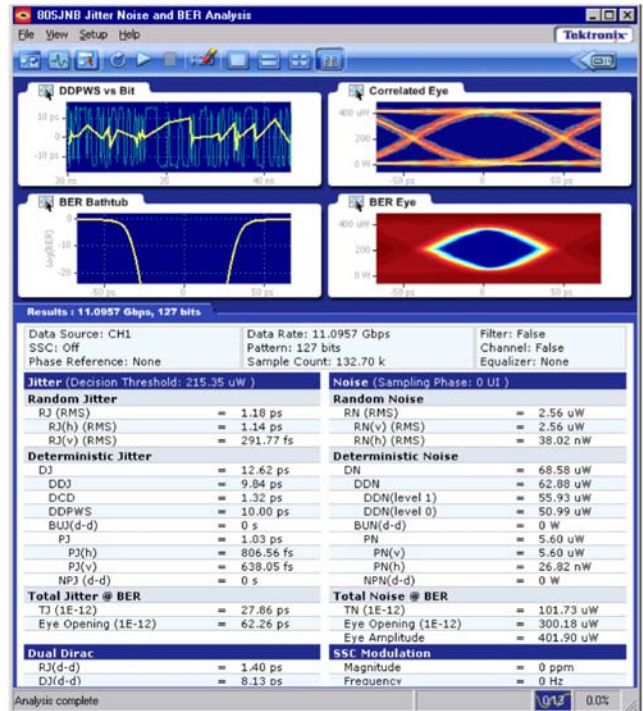 80SJNB Jitter Noise and BER Analysis
File View Setup Help
Tektronix
DDPWS vs Bit
10 ps
0
-10 ps
20 ns 35 40 ns
Correlated Eye
400 uW
200
0 W
-50 ps 0 50 ps
BER Bathtub
Log(BER)
0
-10
-20
-50 ps 0 50 ps
BER Eye
400 uW
200
0 W
-50 ps 0 50 ps
Results : 11.0957 Gbps, 127 bits
Data Source: CH1 Data Rate: 11.0957 Gbps Filter: False
SSC: Off Pattern: 127 bits Channel: False
Phase Reference: None Sample Count: 132.70 k Equalizer: None
Jitter (Decision Threshold: 215.35 uW )
Random Jitter
RJ (RMS) = 1.18 ps
RJ(h) (RMS) = 1.14 ps
RJ(v) (RMS) = 291.77 fs
Deterministic Jitter
DJ = 12.62 ps
DDJ = 9.84 ps
DCD = 1.32 ps
DDPWS = 10.00 ps
BUJ(d-d) = 0 s
PJ = 1.03 ps
PJ(h) = 806.56 fs
PJ(v) = 638.05 fs
NPJ (d-d) = 0 s
Total Jitter @ BER
TJ (1E-12) = 27.86 ps
Eye Opening (1E-12) = 62.26 ps
Dual Dirac
RJ(d-d) = 1.40 ps
DJ(d-d) = 8.13 ps
Noise (Sampling Phase: 0 UI )
Random Noise
RN (RMS) = 2.56 uW
RN(v) (RMS) = 2.56 uW
RN(h) (RMS) = 38.02 nW
Deterministic Noise
DN = 68.58 uW
DDN = 62.88 uW
DDN(level 1) = 55.93 uW
DDN(level 0) = 50.99 uW
BUN(d-d) = 0 W
PN = 5.60 uW
PN(v) = 5.60 uW
PN(h) = 26.82 nW
NPN(d-d) = 0 W
Total Noise @ BER
TN (1E-12) = 101.73 uW
Eye Opening (1E-12) = 300.18 uW
Eye Amplitude = 401.90 uW
SSC Modulation
Magnitude = 0 ppm
Frequency = 0 Hz
Analysis complete
0.0%